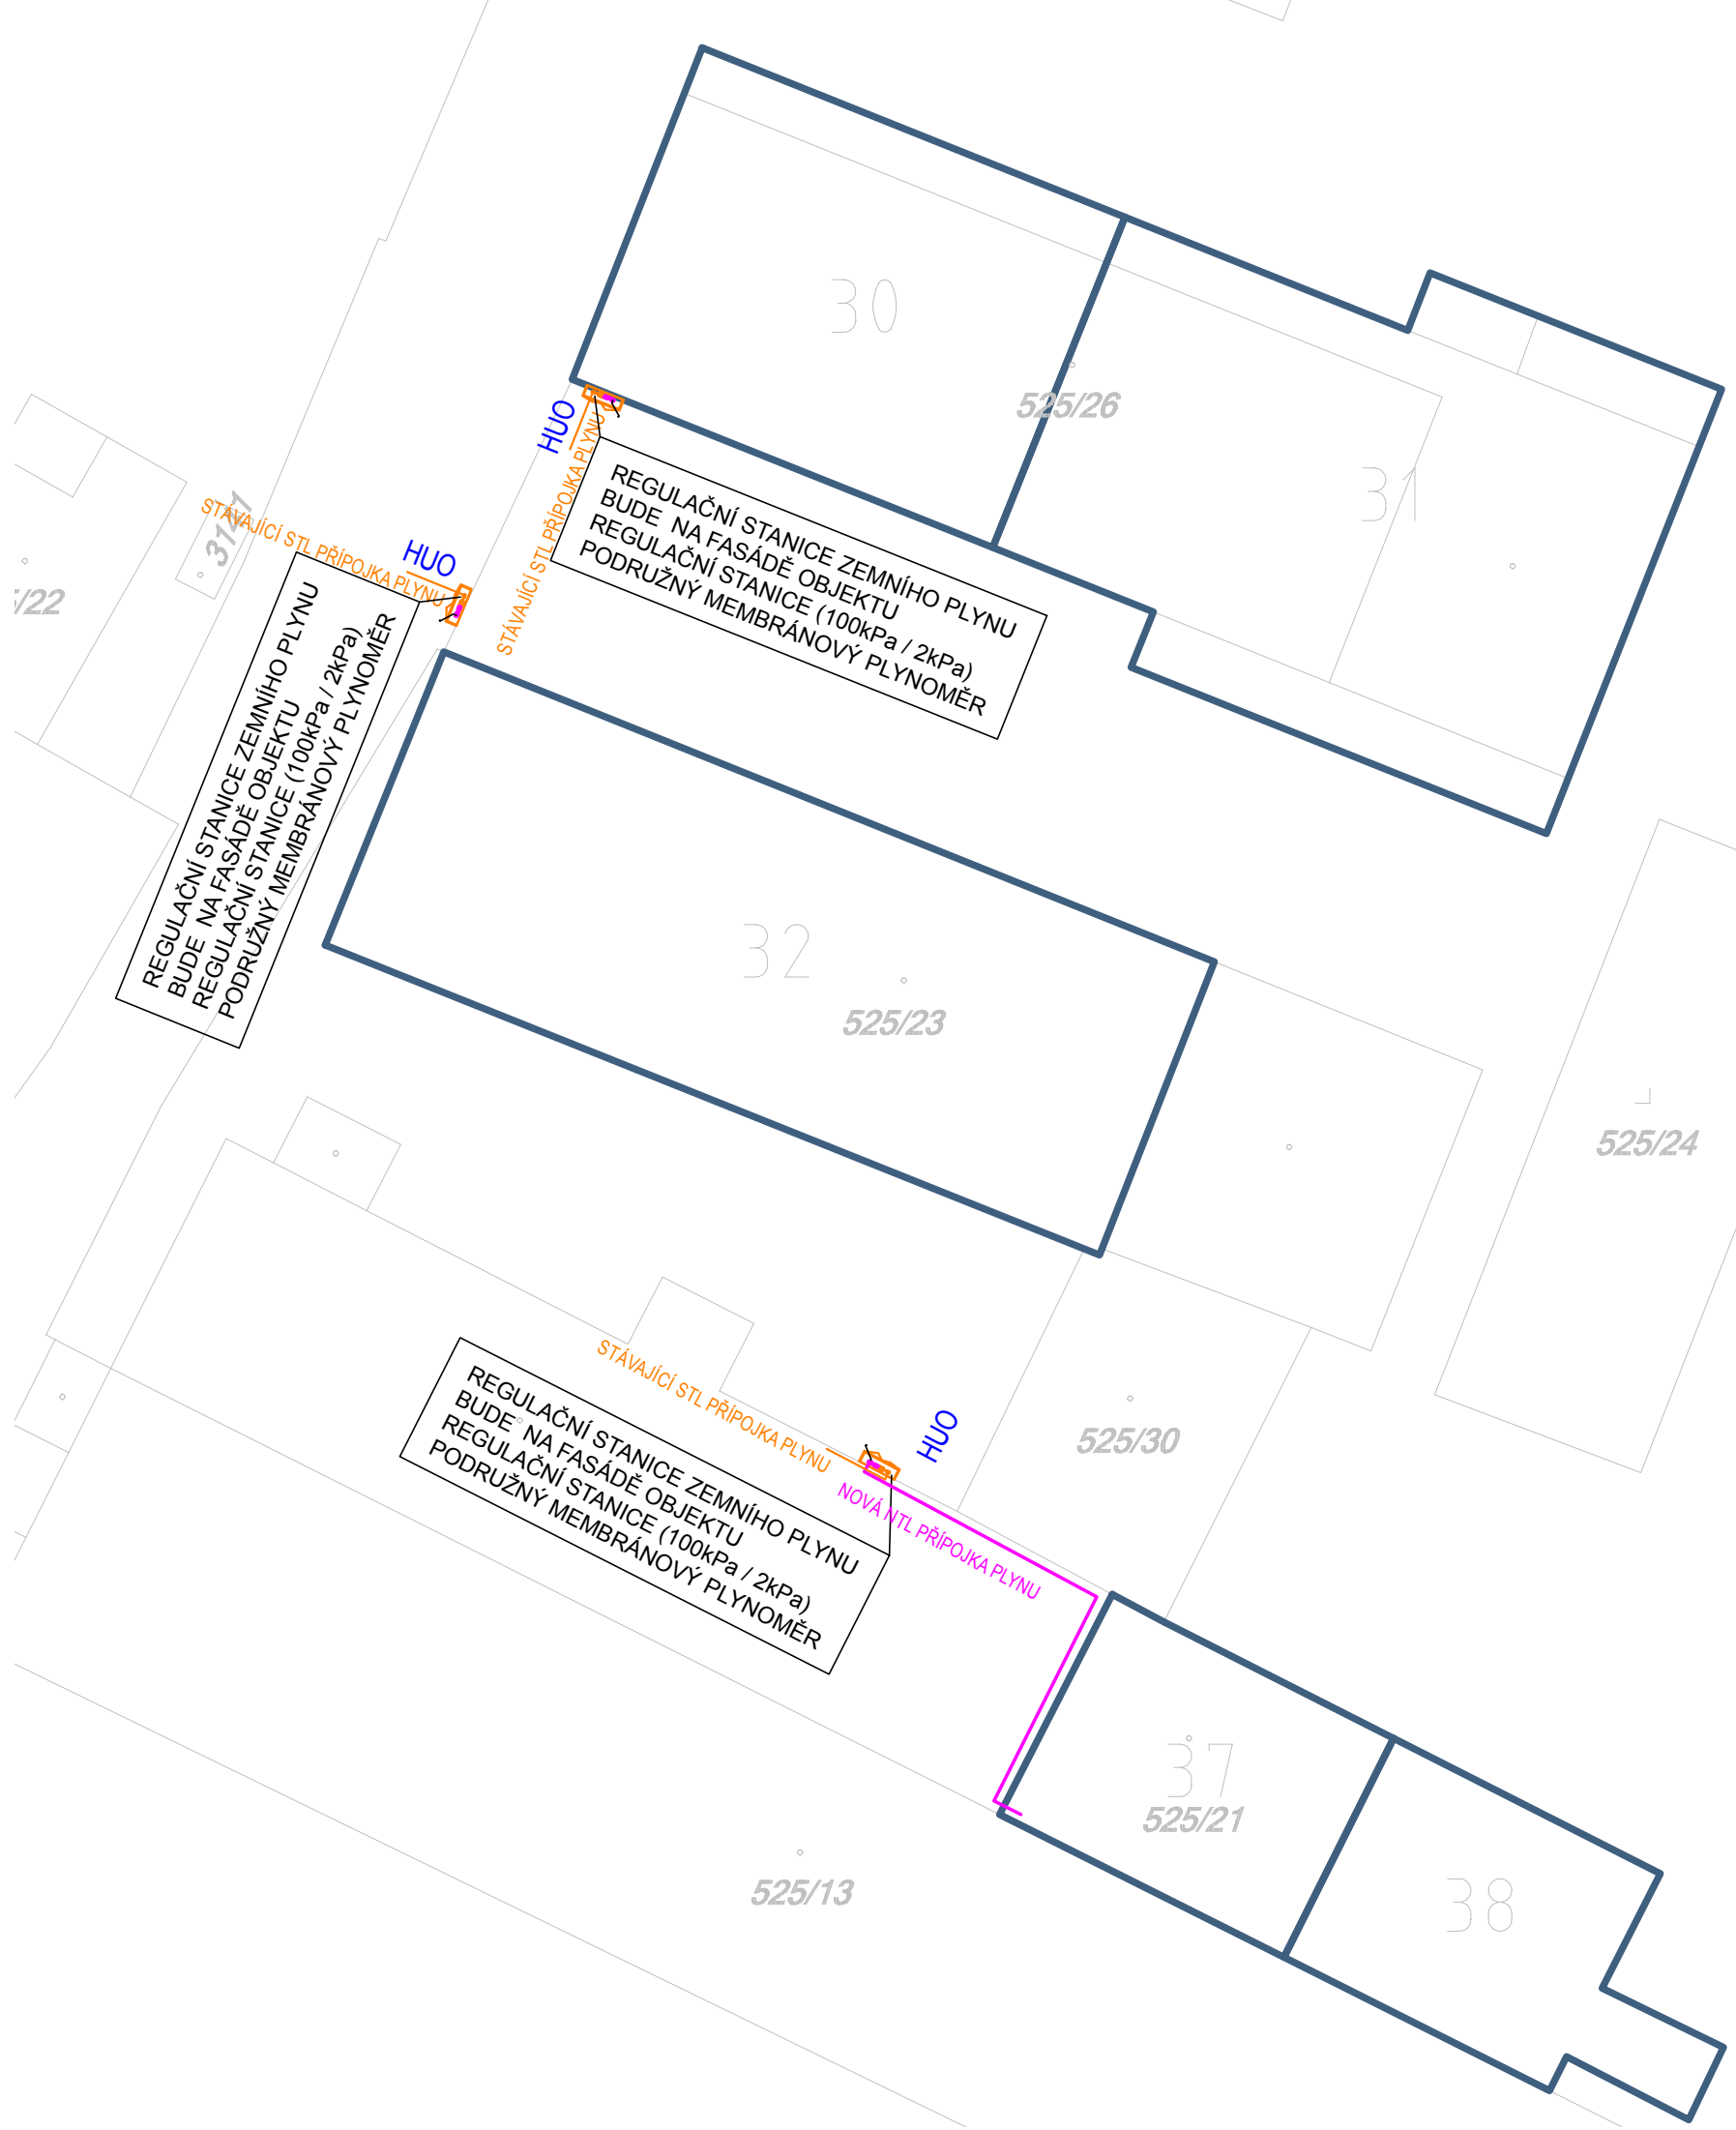 30
525/26
31
HUO
STÁVAJÍCÍ STL PŘÍPOJKA PLYNU
REGULAČNÍ STANICE ZEMNÍHO PLYNU
BUDE NA FASÁDĚ OBJEKTU
REGULAČNÍ STANICE (100kPa / 2kPa)
PODRUŽNÝ MEMBRÁNOVÝ PLYNOMĚR
STÁVAJÍCÍ STL PŘÍPOJKA PLYNU
HUO
REGULAČNÍ STANICE ZEMNÍHO PLYNU
BUDE NA FASÁDĚ OBJEKTU
REGULAČNÍ STANICE (100kPa / 2kPa)
PODRUŽNÝ MEMBRÁNOVÝ PLYNOMĚR
/22
32
525/23
525/24
STÁVAJÍCÍ STL PŘÍPOJKA PLYNU
HUO
525/30
REGULAČNÍ STANICE ZEMNÍHO PLYNU
BUDE NA FASÁDĚ OBJEKTU
REGULAČNÍ STANICE (100kPa / 2kPa)
PODRUŽNÝ MEMBRÁNOVÝ PLYNOMĚR
NOVÁ NTL PŘÍPOJKA PLYNU
37
525/21
525/13
38